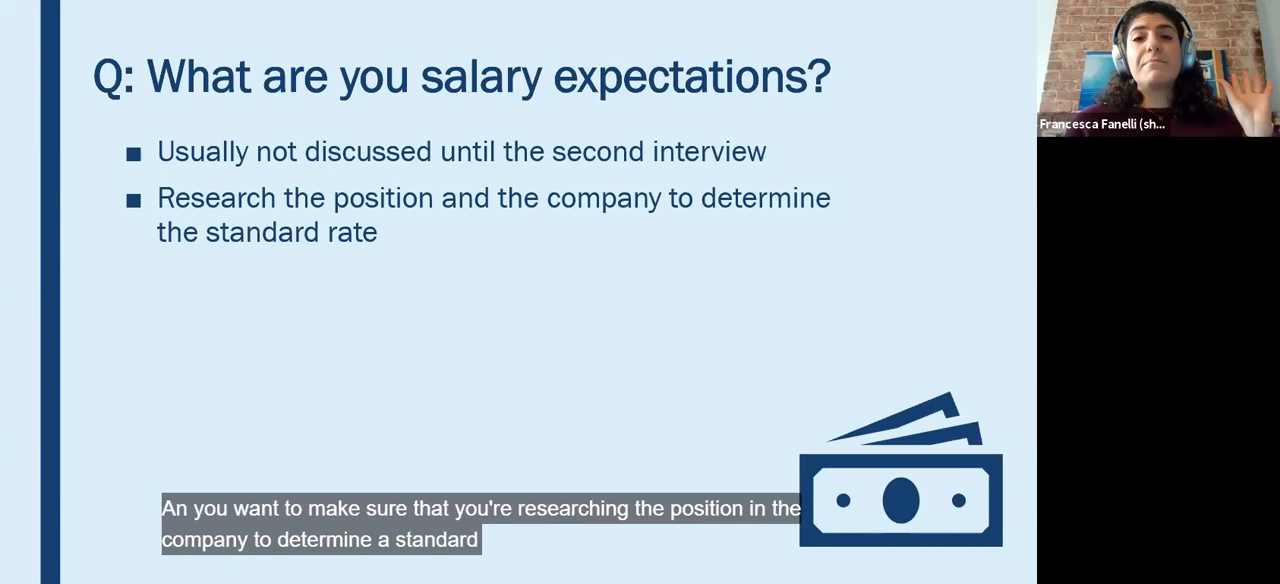 Q: What are you salary expectations?
Usually not discussed until the second interview
Research the position and the company to determine
the standard rate
An you want to make sure that you're researching the position in the
company to determine a standard
Francesca Fanelli (sh...